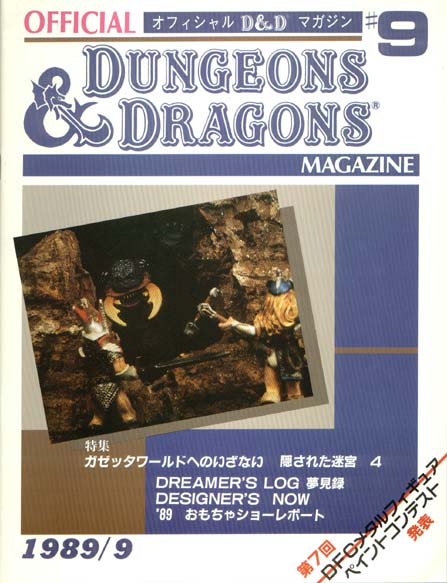 OFFICIAL オフィシャル D&D マガジン #9
DUNGEONS
& DRAGONS®
MAGAZINE
特集
ガゼッタワールドへのいざない 隠された迷宮 4
DREAMER'S LOG 夢見録
DESIGNER'S NOW
'89 おもちゃショーレポート
1989/9
第7回
DFCメタルフィギュア
ペイントコンテスト
発表